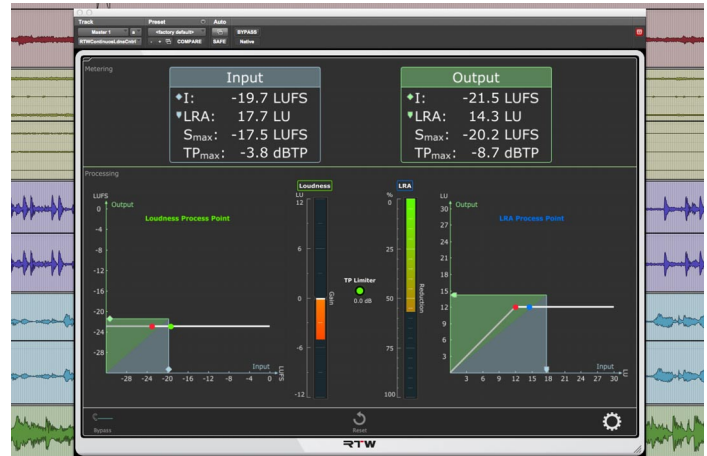 Track Preset Auto
Master 1 a <factory default> BYPASS
RTWContinuousLdnsCntrl - + COMPARE SAFE Native
Metering
Input
I: -19.7 LUFS
LRA: 17.7 LU
Smax: -17.5 LUFS
TPmax: -3.8 dBTP
Output
I: -21.5 LUFS
LRA: 14.3 LU
Smax: -20.2 LUFS
TPmax: -8.7 dBTP
Processing
LUFS
Output
Loudness Process Point
0
-4
-8
-12
-16
-20
-24
-28
-28 -24 -20 -16 -12 -8 -4 0
Input
LUFS
Loudness
LU
12
6
0
-6
-12
Gain
TP Limiter
0.0 dB
LRA
%
0
25
50
75
100
Reduction
LU
Output
LRA Process Point
30
27
24
21
18
15
12
9
6
3
3 6 9 12 15 18 21 24 27 30
Input
LU
Bypass
Reset
RTW